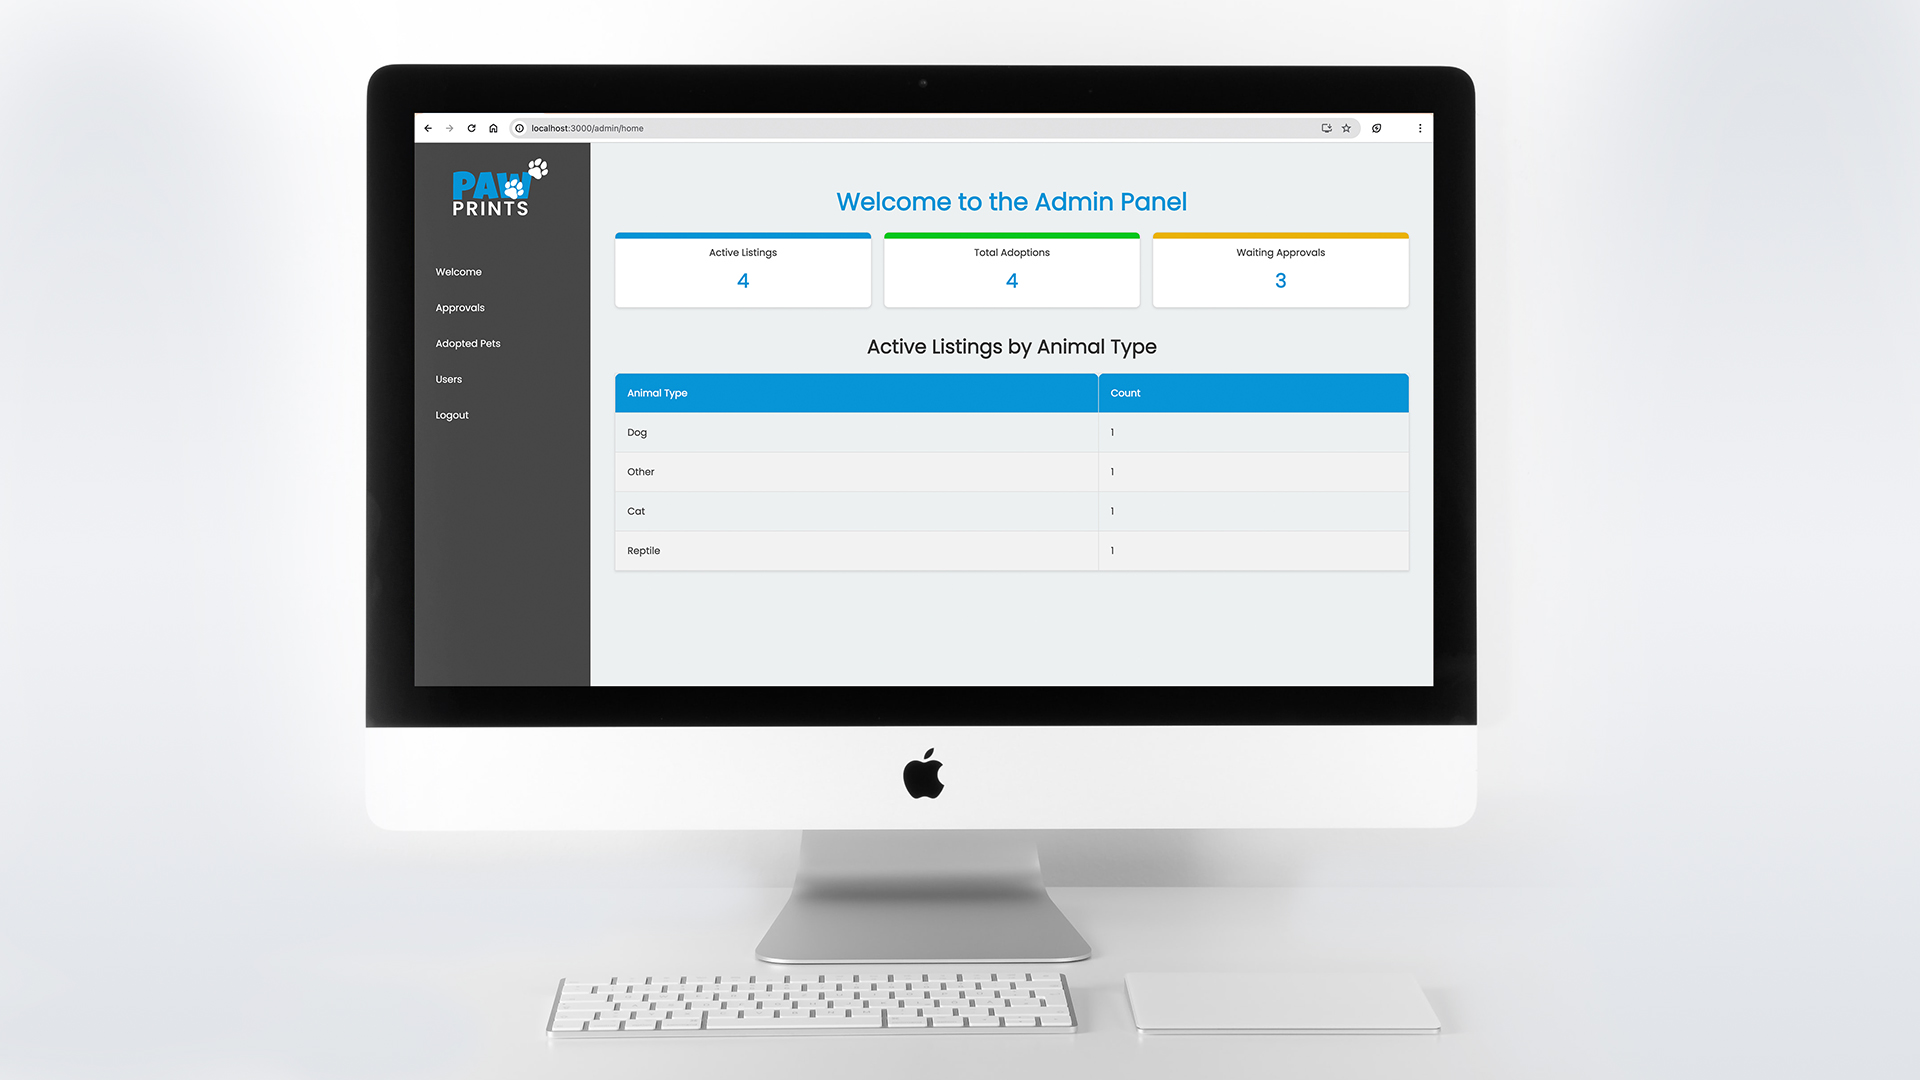 localhost:3000/admin/home
PAW
PRINTS
Welcome
Approvals
Adopted Pets
Users
Logout
Welcome to the Admin Panel
Active Listings
4
Total Adoptions
4
Waiting Approvals
3
Active Listings by Animal Type
Animal Type Count
Dog 1
Other 1
Cat 1
Reptile 1